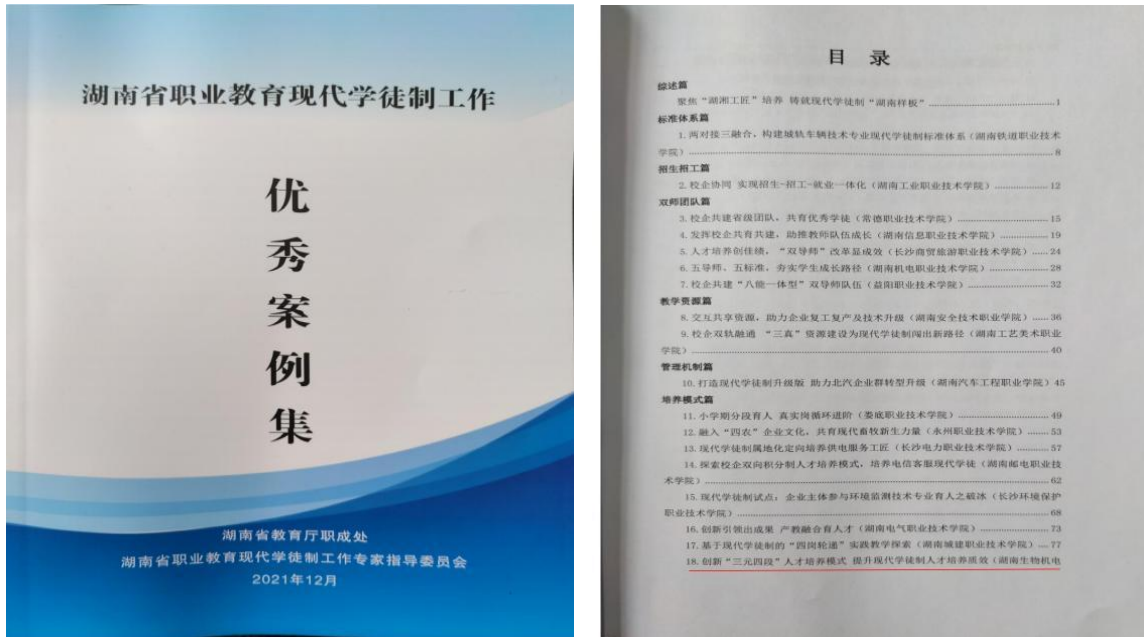 湖南省职业教育现代学徒制工作
优
秀
案
例
集
湖南省教育厅职成处
湖南省职业教育现代学徒制工作专家指导委员会
2021年12月
目 录
综述篇
聚焦“湖湘工匠”培养 铸就现代学徒制“湖南样板”......1
标准体系篇
1.两对接三融合，构建城轨车辆技术专业现代学徒制标准体系（湖南铁道职业技术
学院）......8
招生招工篇
2.校企协同 实现招生-招工-就业一体化（湖南工业职业技术学院）......12
双师团队篇
3.校企共建省级团队，共育优秀学徒（常德职业技术学院）......15
4.发挥校企共育共建，助推教师队伍成长（湖南信息职业技术学院）......19
5.人才培养创佳绩，“双导师”改革显成效（长沙商贸旅游职业技术学院）......24
6.五导师、五标准，夯实学生成长路径（湖南机电职业技术学院）......28
7.校企共建“八能一体型”双导师队伍（益阳职业技术学院）......32
教学资源篇
8.交互共享资源，助力企业复工复产及技术升级（湖南安全技术职业学院）......36
9.校企双轨融通 “三真”资源建设为现代学徒制闯出新路径（湖南工艺美术职业
学院）......40
管理机制篇
10.打造现代学徒制升级版 助力北汽企业群转型升级（湖南汽车工程职业学院）45
培养模式篇
11.小学期分段育人 真实岗循环进阶（娄底职业技术学院）......49
12.融入“四农”企业文化，共育现代畜牧新生力量（永州职业技术学院）......53
13.现代学徒制属地化定向培养供电服务工匠（长沙电力职业技术学院）......57
14.探索校企双向积分制人才培养模式，培养电信客服现代学徒（湖南邮电职业技
术学院）......62
15.现代学徒制试点：企业主体参与环境监测技术专业育人之破冰（长沙环境保护
职业技术学院）......68
16.创新引领出成果 产教融合育人才（湖南电气职业技术学院）......73
17.基于现代学徒制的“四岗轮递”实践教学探索（湖南城建职业技术学院）....77
18.创新“三元四段”人才培养模式 提升现代学徒制人才培养质效（湖南生物机电